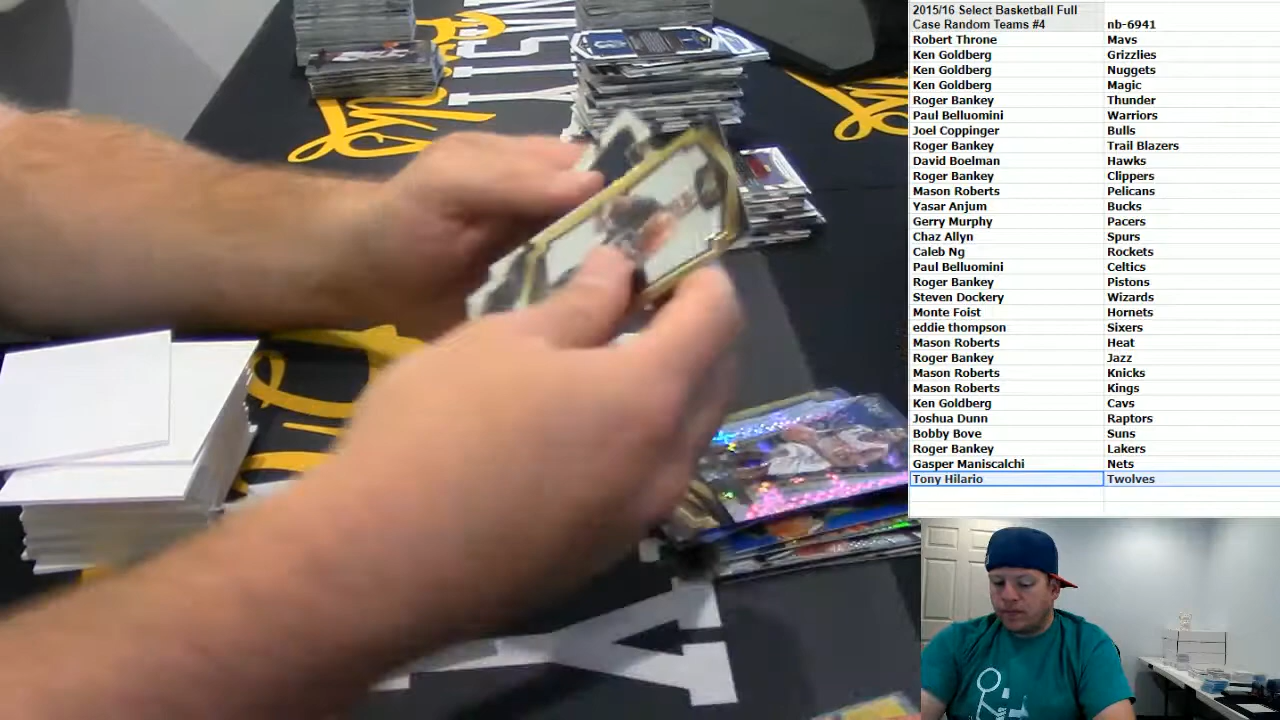 2015/16 Select Basketball Full
Case Random Teams #4 nb-6941
Robert Throne Mavs
Ken Goldberg Grizzlies
Ken Goldberg Nuggets
Ken Goldberg Magic
Roger Bankey Thunder
Paul Belluomini Warriors
Joel Coppinger Bulls
Roger Bankey Trail Blazers
David Boelman Hawks
Roger Bankey Clippers
Mason Roberts Pelicans
Yasar Anjum Bucks
Gerry Murphy Pacers
Chaz Allyn Spurs
Caleb Ng Rockets
Paul Belluomini Celtics
Roger Bankey Pistons
Steven Dockery Wizards
Monte Foist Hornets
eddie thompson Sixers
Mason Roberts Heat
Roger Bankey Jazz
Mason Roberts Knicks
Mason Roberts Kings
Ken Goldberg Cavs
Joshua Dunn Raptors
Bobby Bove Suns
Roger Bankey Lakers
Gasper Maniscalchi Nets
Tony Hilario Twolves